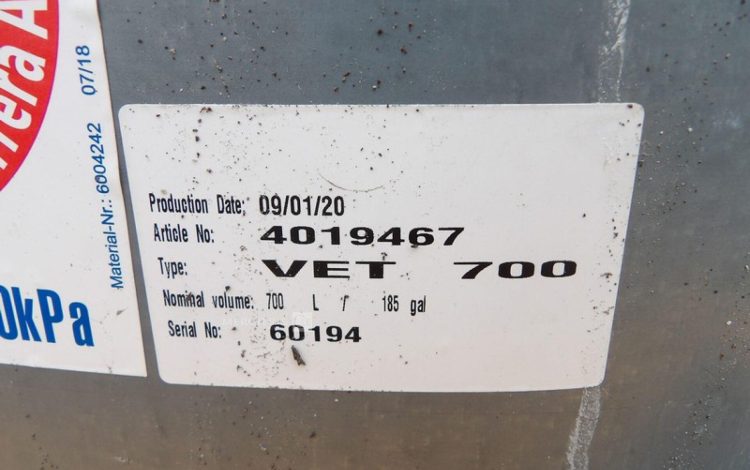 Production Date: 09/01/20
Article No: 4019467
Type: VET 700
Nominal volume: 700 L / 185 gal
Serial No: 60194
Material-Nr.: 6004242 07/18
kPa